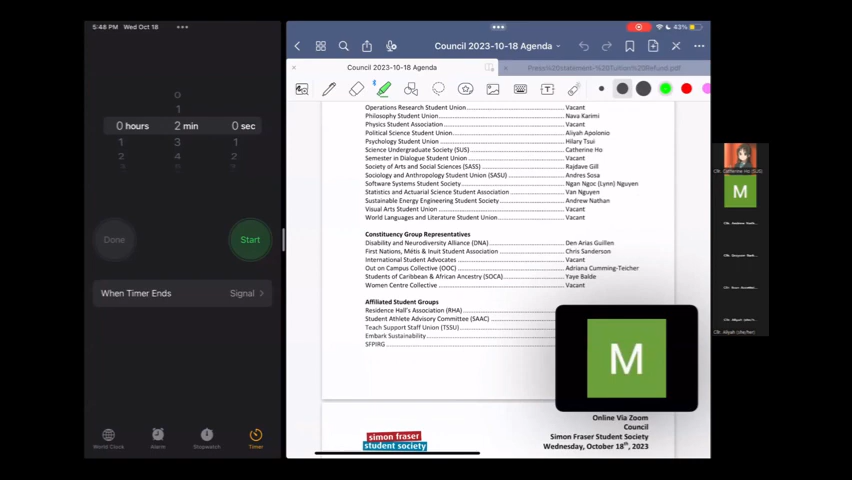 5:48 PM Wed Oct 18
43%
Council 2023-10-18 Agenda
Council 2023-10-18 Agenda
0
1
0 hours 2 min 0 sec
1 3 1
2 4 2
Done
Start
When Timer Ends Signal
World Clock
Alarm
Stopwatch
Timer
Operations Research Student Union Vacant
Philosophy Student Union Nava Karimi
Physics Student Association Vacant
Political Science Student Union Aliyah Apolonio
Psychology Student Union Hilary Tsui
Science Undergraduate Society (SUS) Catherine Ho
Semester in Dialogue Student Union Vacant
Society of Arts and Social Sciences (SASS) Rajdave Gill
Sociology and Anthropology Student Union (SASU) Andres Sosa
Software Systems Student Society Ngan Ngoc (Lynn) Nguyen
Statistics and Actuarial Science Student Association Van Nguyen
Sustainable Energy Engineering Student Society Andrew Nathan
Visual Arts Student Union Vacant
World Languages and Literature Student Union Vacant
Constituency Group Representatives
Disability and Neurodiversity Alliance (DNA) Den Arias Guillen
First Nations, Métis & Inuit Student Association Chris Sanderson
International Student Advocates Vacant
Out on Campus Collective (OOC) Adriana Cumming-Teicher
Students of Caribbean & African Ancestry (SOCA) Yaye Balde
Women Centre Collective Vacant
Affiliated Student Groups
Residence Hall's Association (RHA)
Student Athlete Advisory Committee (SAAC)
Teach Support Staff Union (TSSU)
Embark Sustainability
SFPIRG
M
simon fraser
student society
Online Via Zoom
Council
Simon Fraser Student Society
Wednesday, October 18th, 2023
Cllr. Catherine Ho (SUS)
M